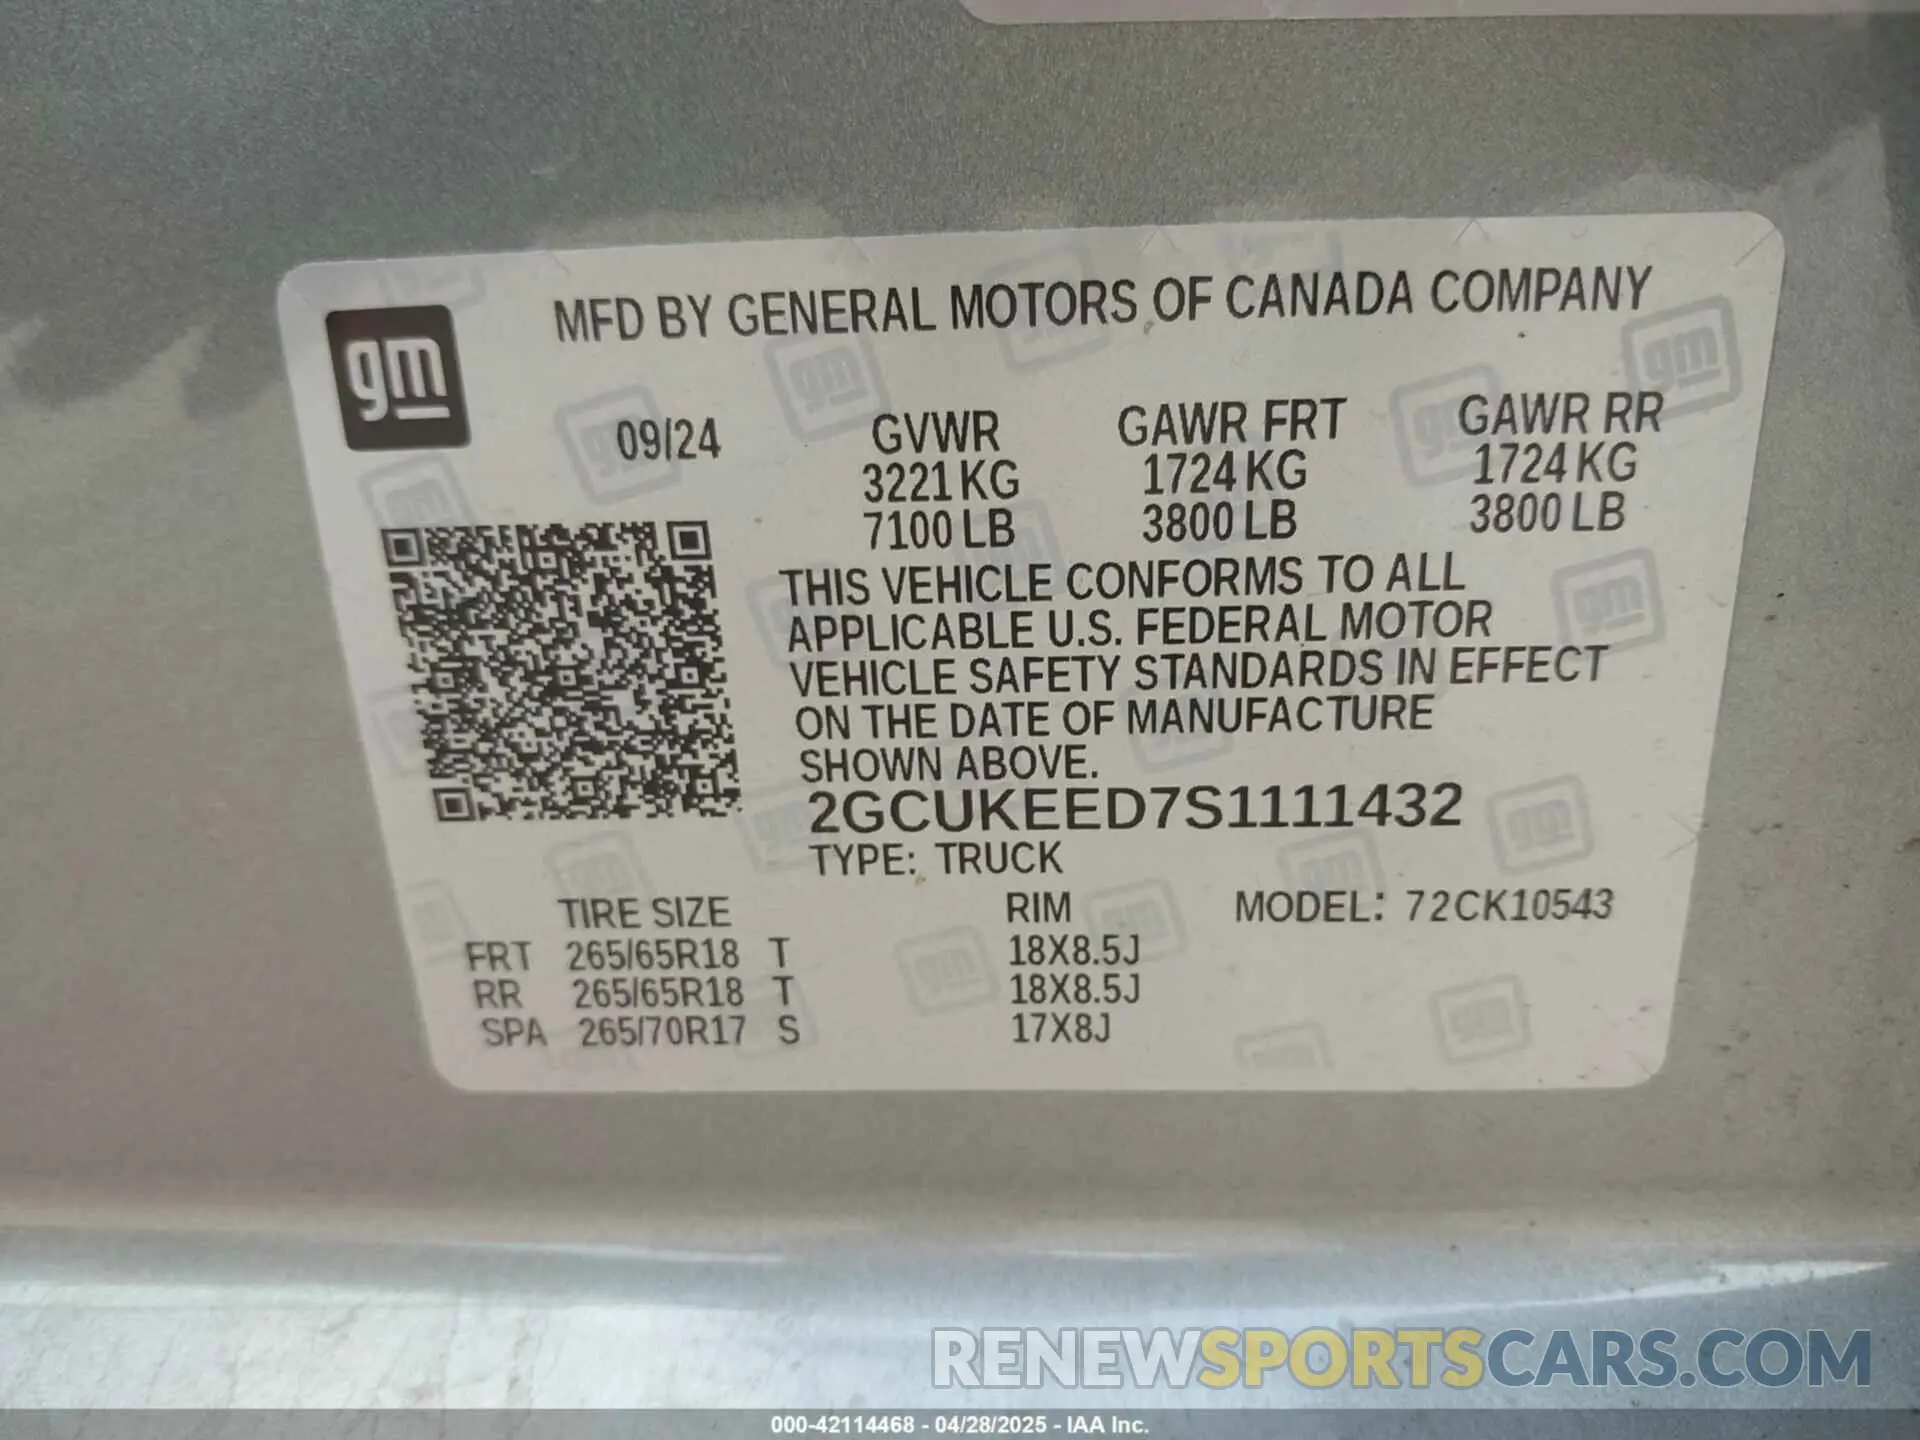 MFD BY GENERAL MOTORS OF CANADA COMPANY
gm
09/24 GVWR GAWR FRT GAWR RR
3221 KG 1724 KG 1724 KG
7100 LB 3800 LB 3800 LB
THIS VEHICLE CONFORMS TO ALL
APPLICABLE U.S. FEDERAL MOTOR
VEHICLE SAFETY STANDARDS IN EFFECT
ON THE DATE OF MANUFACTURE
SHOWN ABOVE.
2GCUKEED7S1111432
TYPE: TRUCK
TIRE SIZE RIM MODEL: 72CK10543
FRT 265/65R18 T 18X8.5J
RR 265/65R18 T 18X8.5J
SPA 265/70R17 S 17X8J
RENEWSPORTSCARS.COM
000-42114468 - 04/28/2025 - IAA Inc.